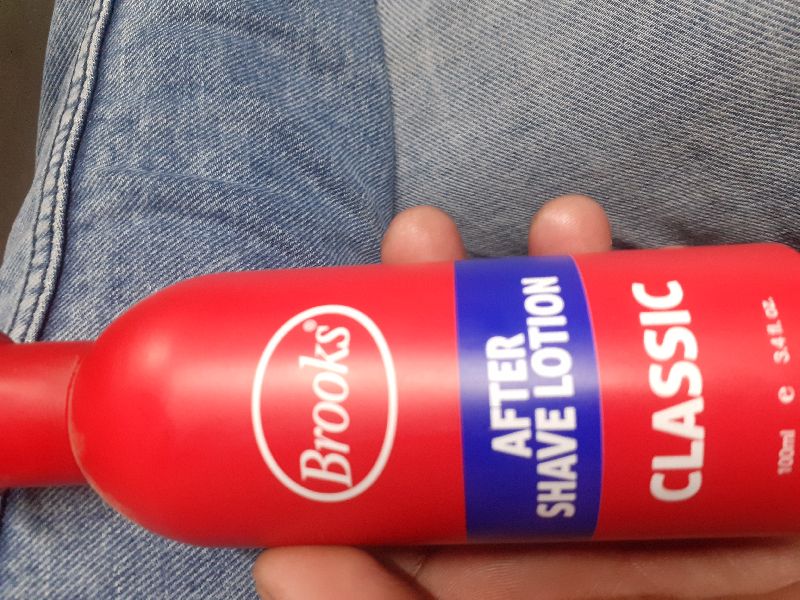 Brooks®
AFTER
SHAVE LOTION
CLASSIC
100ml e 3.4 fl. oz.